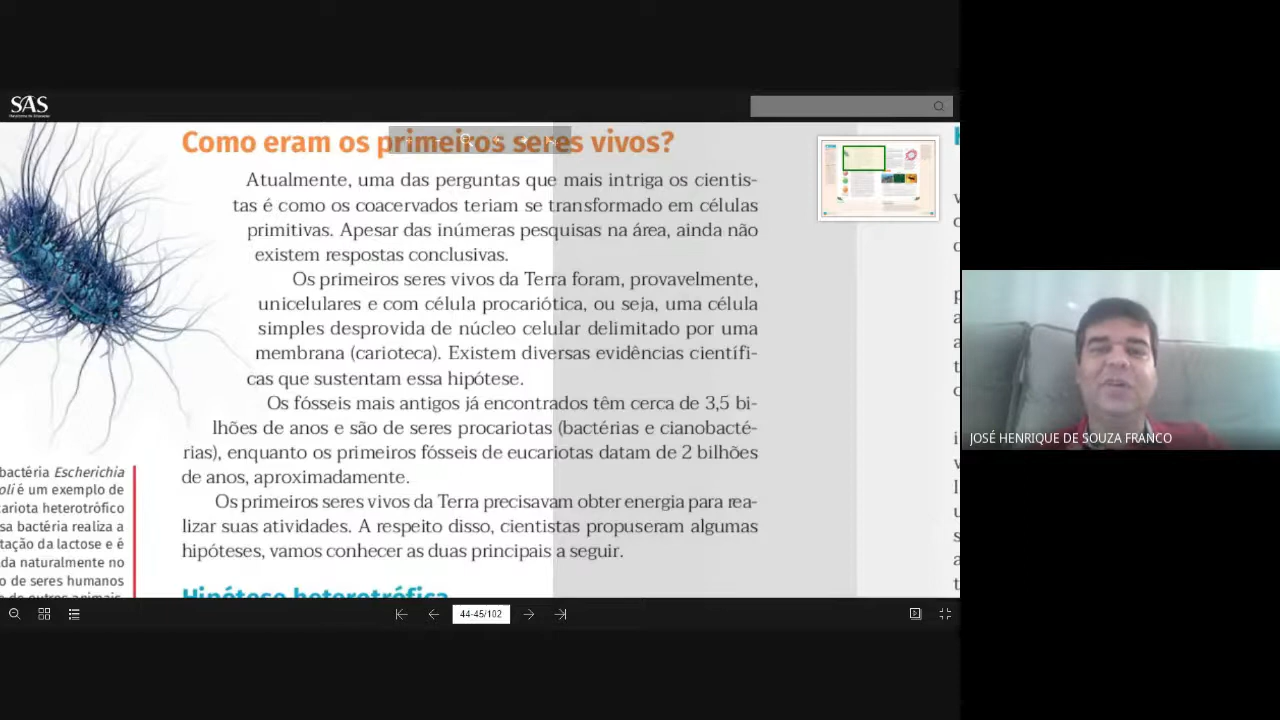 SAS
Como eram os primeiros seres vivos?
Atualmente, uma das perguntas que mais intriga os cientis-
tas é como os coacervados teriam se transformado em células
primitivas. Apesar das inúmeras pesquisas na área, ainda não
existem respostas conclusivas.
Os primeiros seres vivos da Terra foram, provavelmente,
unicelulares e com célula procariótica, ou seja, uma célula
simples desprovida de núcleo celular delimitado por uma
membrana (carioteca). Existem diversas evidências científi-
cas que sustentam essa hipótese.
Os fósseis mais antigos já encontrados têm cerca de 3,5 bi-
lhões de anos e são de seres procariotas (bactérias e cianobacté-
rias), enquanto os primeiros fósseis de eucariotas datam de 2 bilhões
de anos, aproximadamente.
Os primeiros seres vivos da Terra precisavam obter energia para rea-
lizar suas atividades. A respeito disso, cientistas propuseram algumas
hipóteses, vamos conhecer as duas principais a seguir.
Hipótese heterotrófica
bactéria Escherichia
oli é um exemplo de
cariota heterotrófico
sa bactéria realiza a
tação da lactose e é
da naturalmente no
o de seres humanos
de outros animais
44-45/102
JOSÉ HENRIQUE DE SOUZA FRANCO